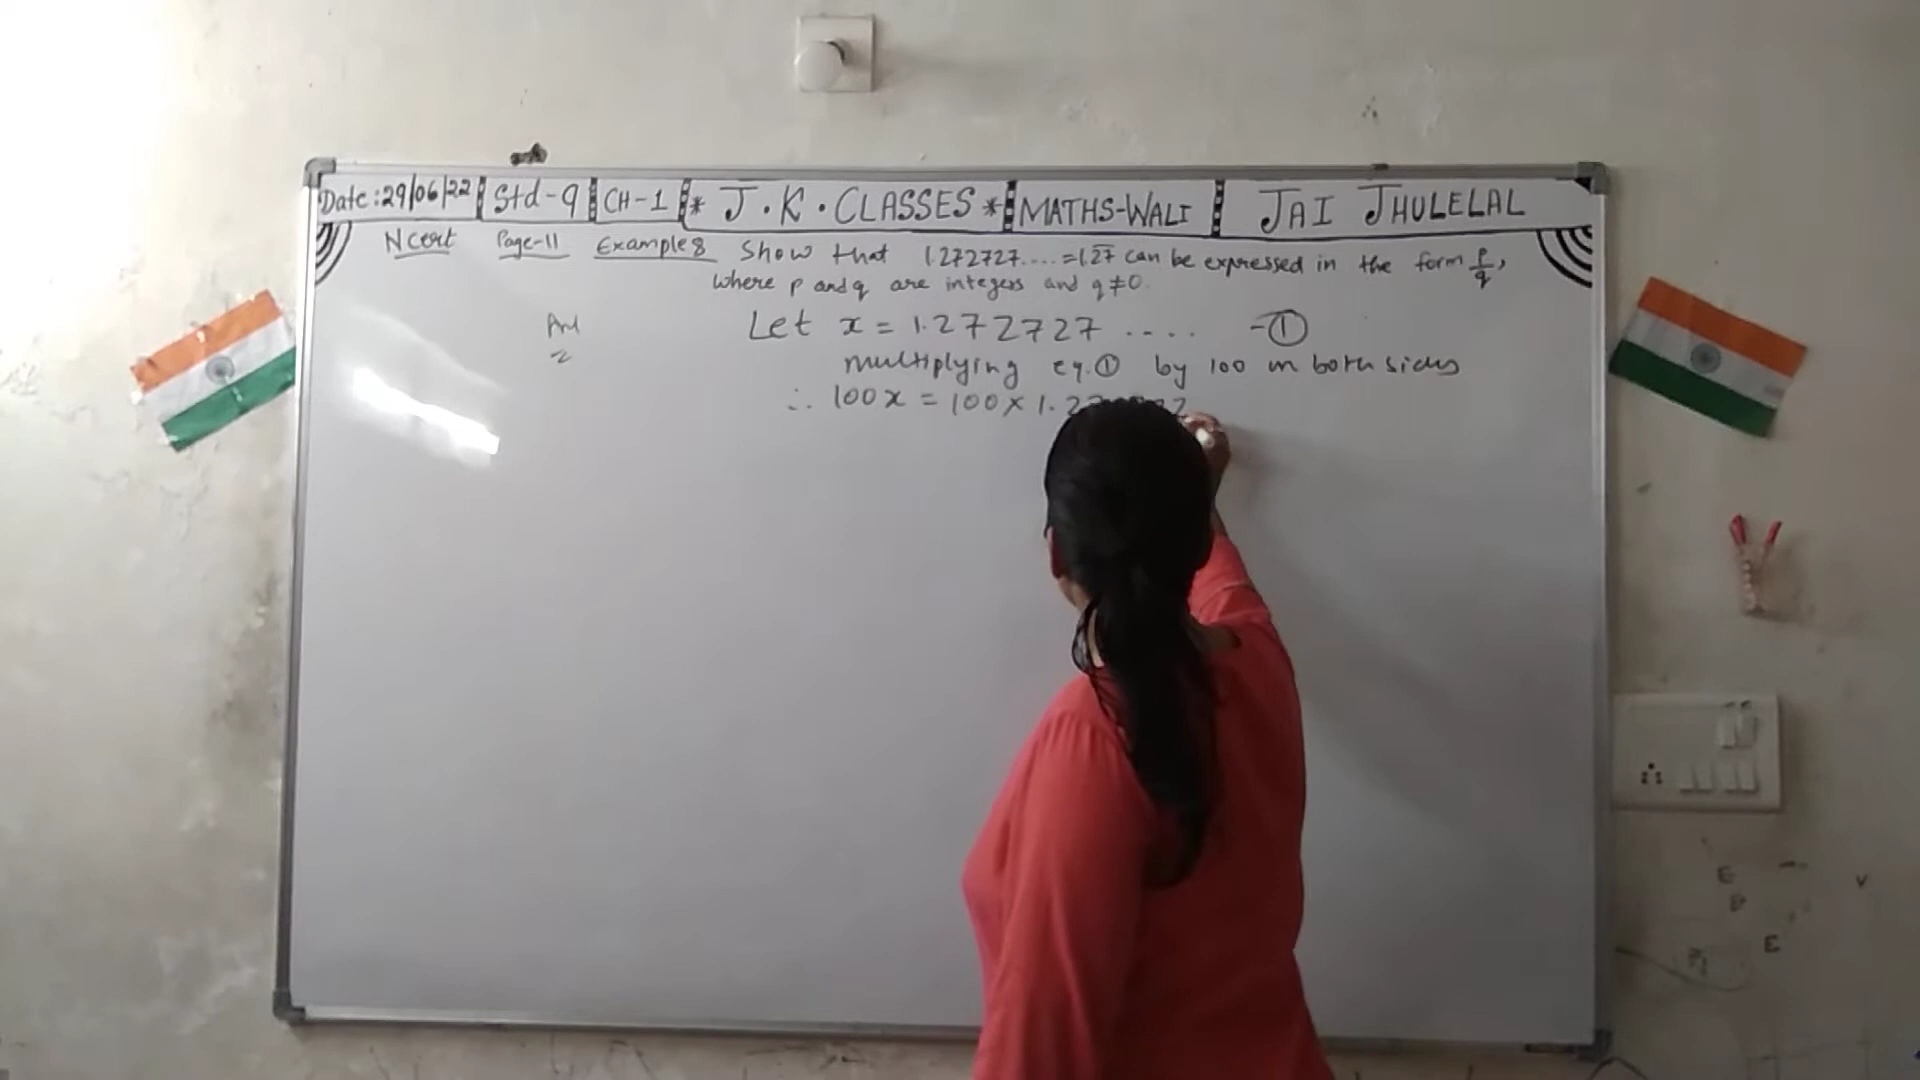 Date:29/06/22 Std-9 CH-1 * J.K.CLASSES * MATHS-WALI JAI JHULELAL
Ncert Page-11 Example 8 Show that 1.272727.... = 1.2̅7̅ can be expressed in the form p/q,
where p and q are integers and q ≠ 0.
Let x = 1.272727 .... - ①
multiplying eq.① by 100 in both sides
∴ 100x = 100 × 1.27